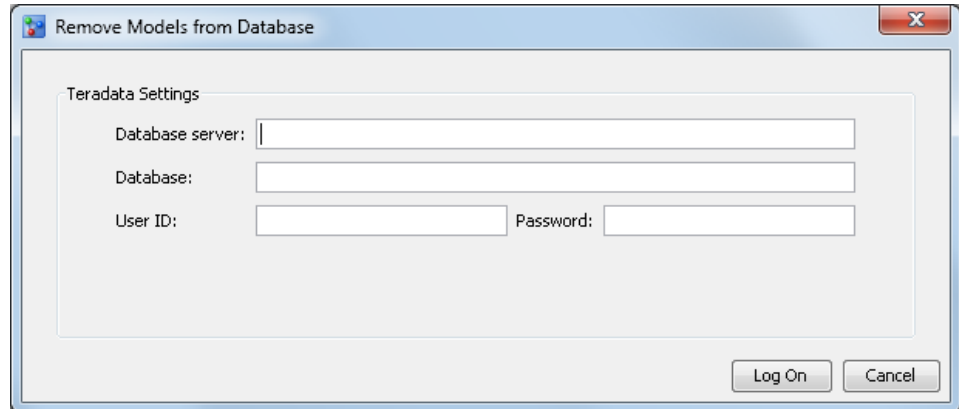 Remove Models from Database
Teradata Settings
Database server:
Database:
User ID: Password:
Log On Cancel